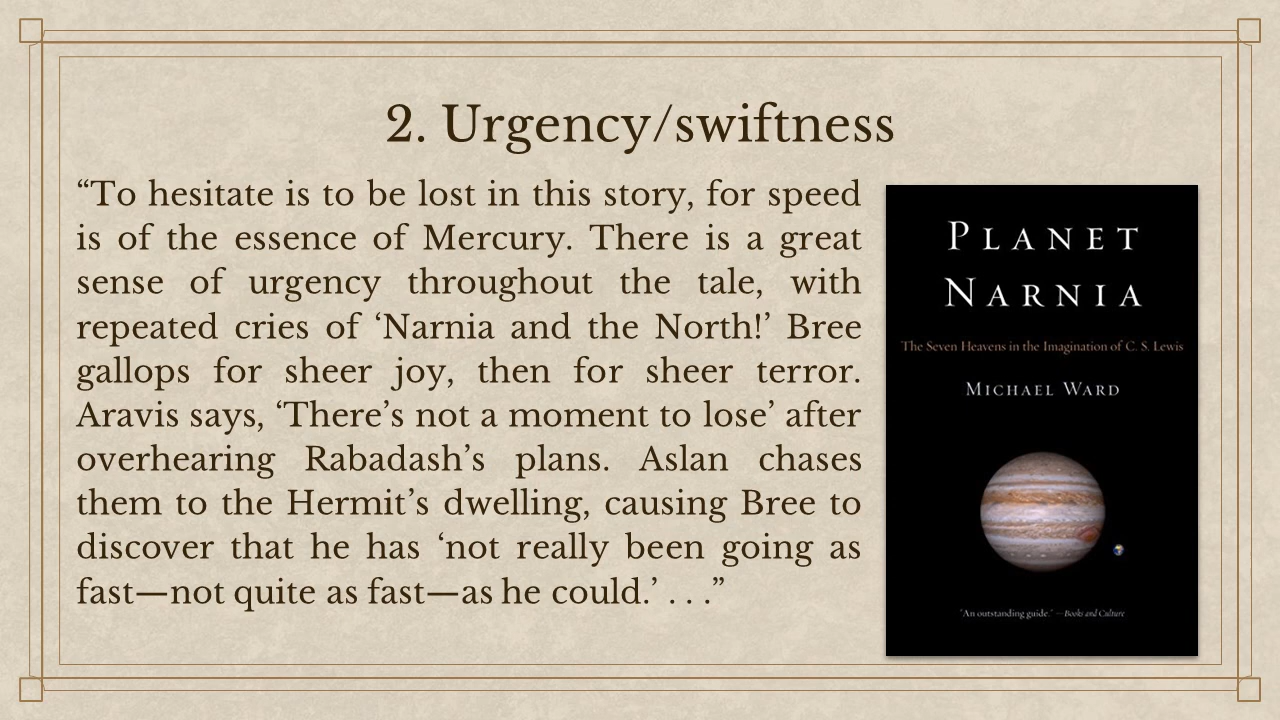 2. Urgency/swiftness
“To hesitate is to be lost in this story, for speed
is of the essence of Mercury. There is a great
sense of urgency throughout the tale, with
repeated cries of ‘Narnia and the North!’ Bree
gallops for sheer joy, then for sheer terror.
Aravis says, ‘There’s not a moment to lose’ after
overhearing Rabadash’s plans. Aslan chases
them to the Hermit’s dwelling, causing Bree to
discover that he has ‘not really been going as
fast—not quite as fast—as he could.’ . . .”
PLANET
NARNIA
The Seven Heavens in the Imagination of C. S. Lewis
MICHAEL WARD
“An outstanding guide.” —Books and Culture